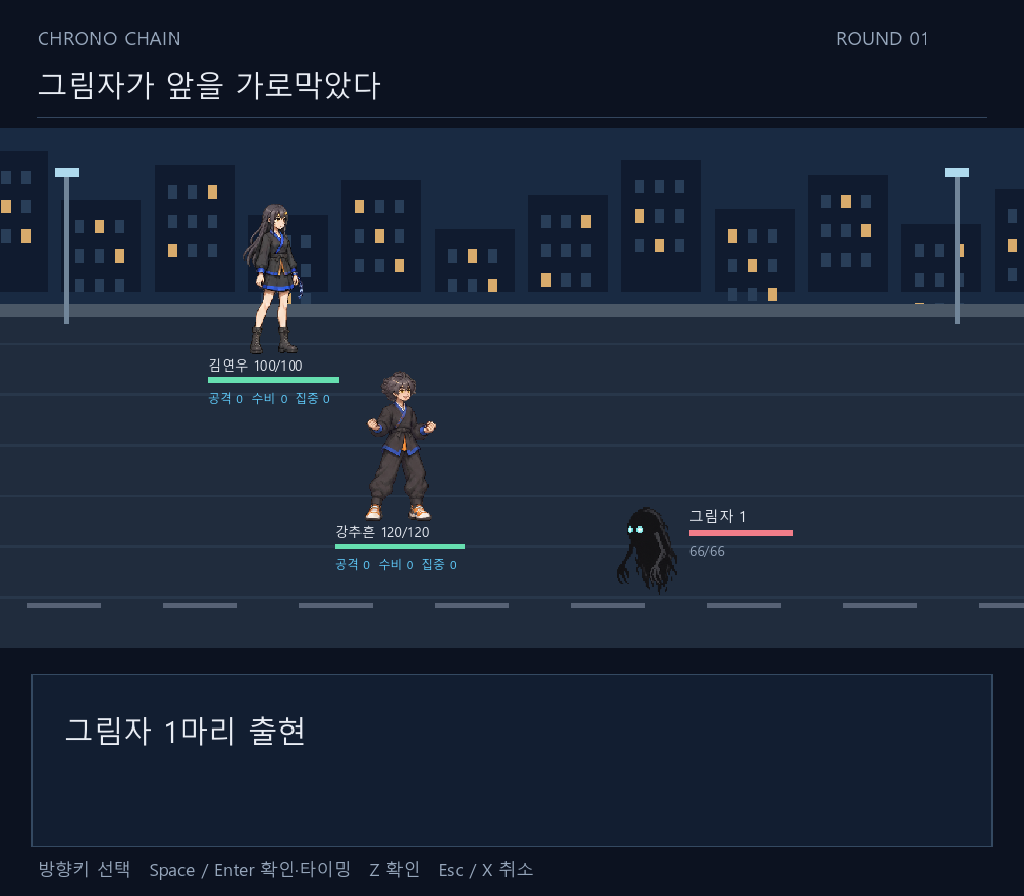 CHRONO CHAIN
ROUND 01
그림자가 앞을 가로막았다
김연우 100/100
공격 0 수비 0 집중 0
강추흔 120/120
공격 0 수비 0 집중 0
그림자 1
66/66
그림자 1마리 출현
방향키 선택 Space / Enter 확인·타이밍 Z 확인 Esc / X 취소